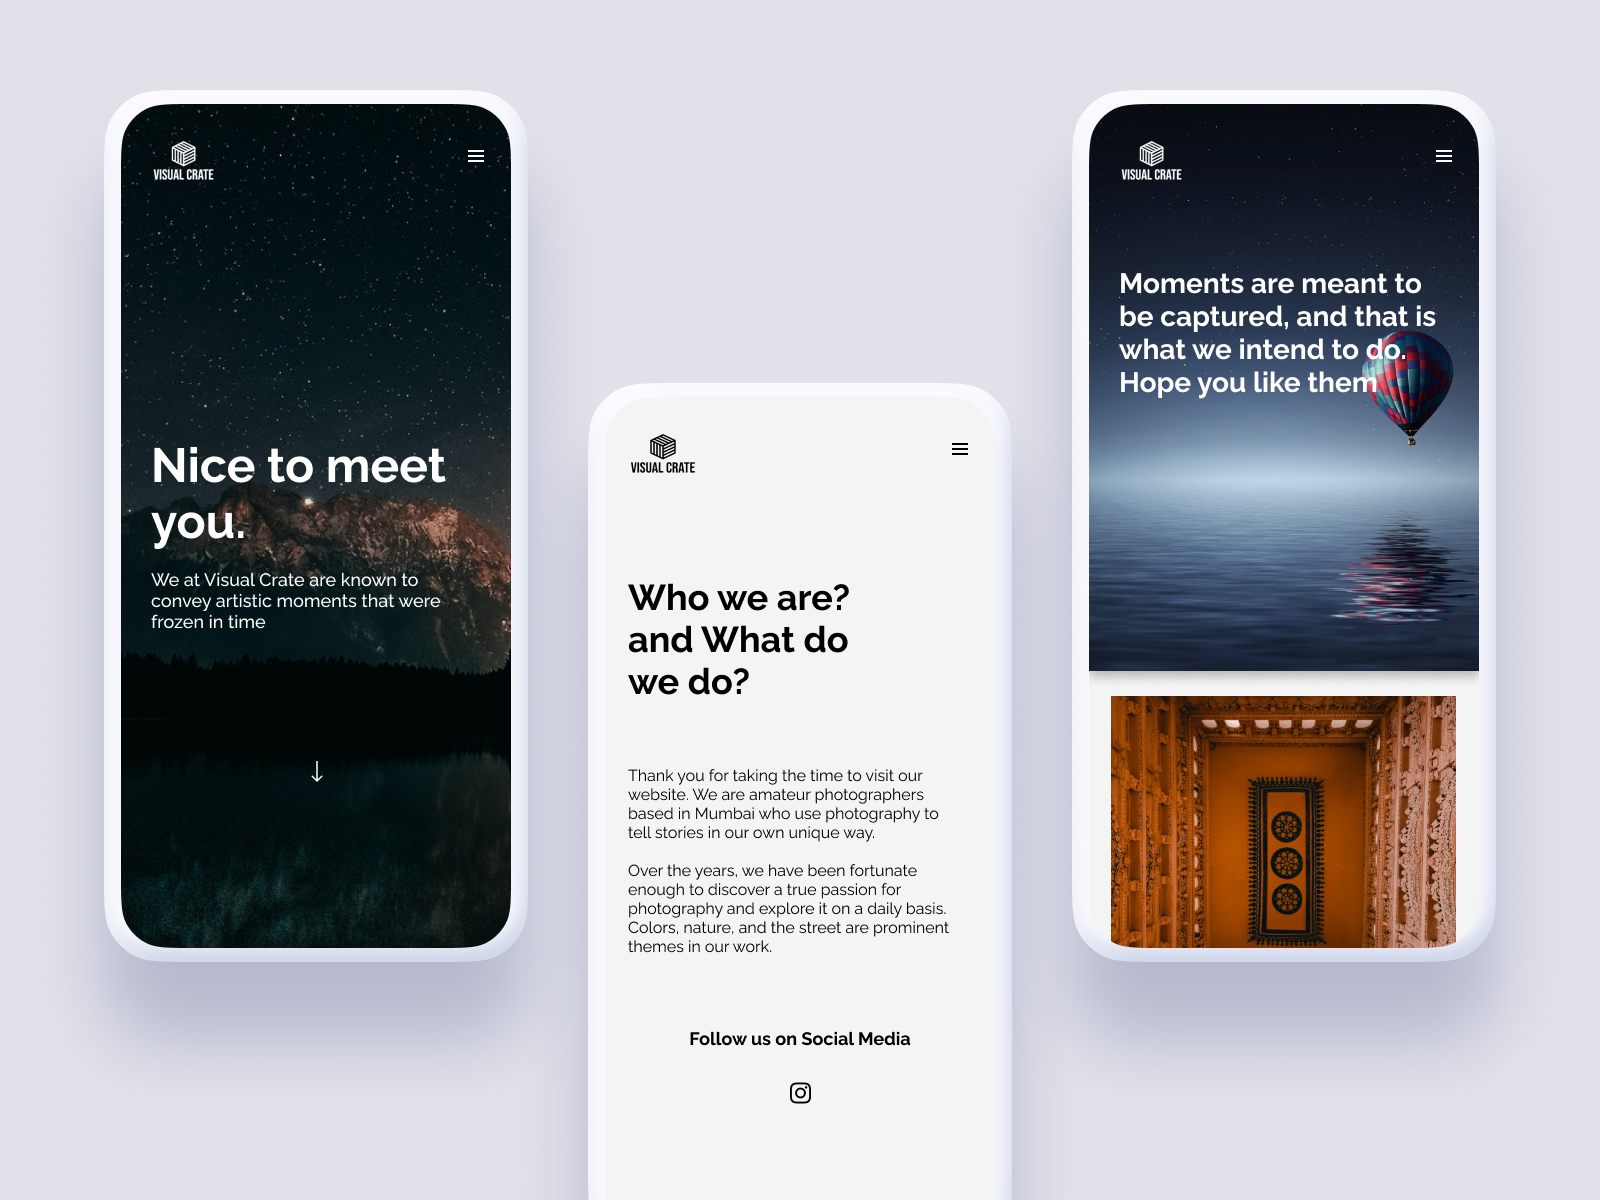 VISUAL CRATE
Nice to meet
you.
We at Visual Crate are known to
convey artistic moments that were
frozen in time
VISUAL CRATE
Who we are?
and What do
we do?
Thank you for taking the time to visit our
website. We are amateur photographers
based in Mumbai who use photography to
tell stories in our own unique way.
Over the years, we have been fortunate
enough to discover a true passion for
photography and explore it on a daily basis.
Colors, nature, and the street are prominent
themes in our work.
Follow us on Social Media
VISUAL CRATE
Moments are meant to
be captured, and that is
what we intend to do.
Hope you like them